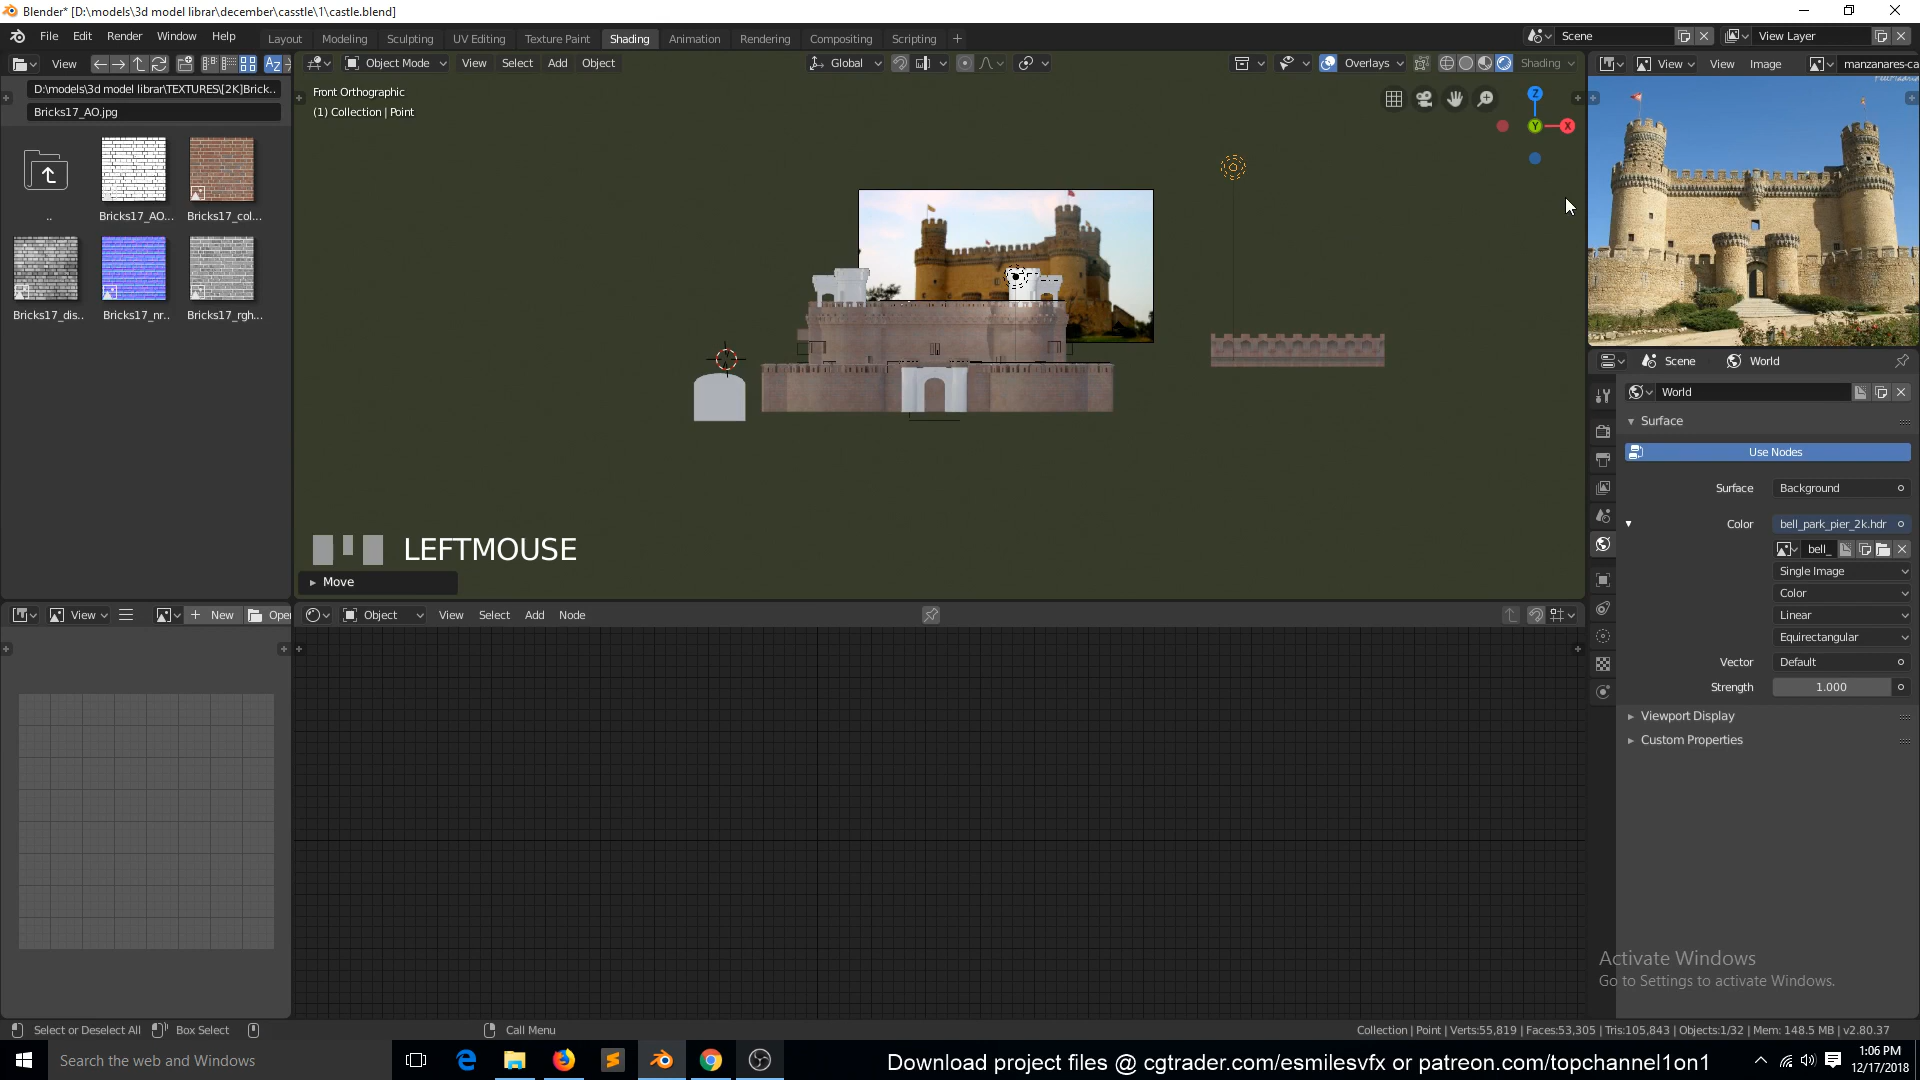 Blender* [D:\models\3d model librar\december\casstle\1\castle.blend]
File Edit Render Window Help
Layout Modeling Sculpting UV Editing Texture Paint Shading Animation Rendering Compositing Scripting +
Scene
View Layer
View
Object Mode View Select Add Object
Global
Overlays
Shading
View View Image manzanares-ca
D:\models\3d model librar\TEXTURES\[2K]Brick..
Bricks17_AO.jpg
Front Orthographic
(1) Collection | Point
Z
Y
X
..
Bricks17_AO...
Bricks17_col...
Bricks17_dis..
Bricks17_nr..
Bricks17_rgh...
LEFTMOUSE
Move
Scene World
World
Surface
Use Nodes
Surface Background
Color bell_park_pier_2k.hdr
bell_
Single Image
Color
Linear
Equirectangular
Vector Default
Strength 1.000
Viewport Display
Custom Properties
View
New
Oper
Object View Select Add Node
Activate Windows
Go to Settings to activate Windows.
Select or Deselect All
Box Select
Call Menu
Collection | Point | Verts:55,819 | Faces:53,305 | Tris:105,843 | Objects:1/32 | Mem: 148.5 MB | v2.80.37
Search the web and Windows
Download project files @ cgtrader.com/esmilesvfx or patreon.com/topchannel1on1
1:06 PM
12/17/2018